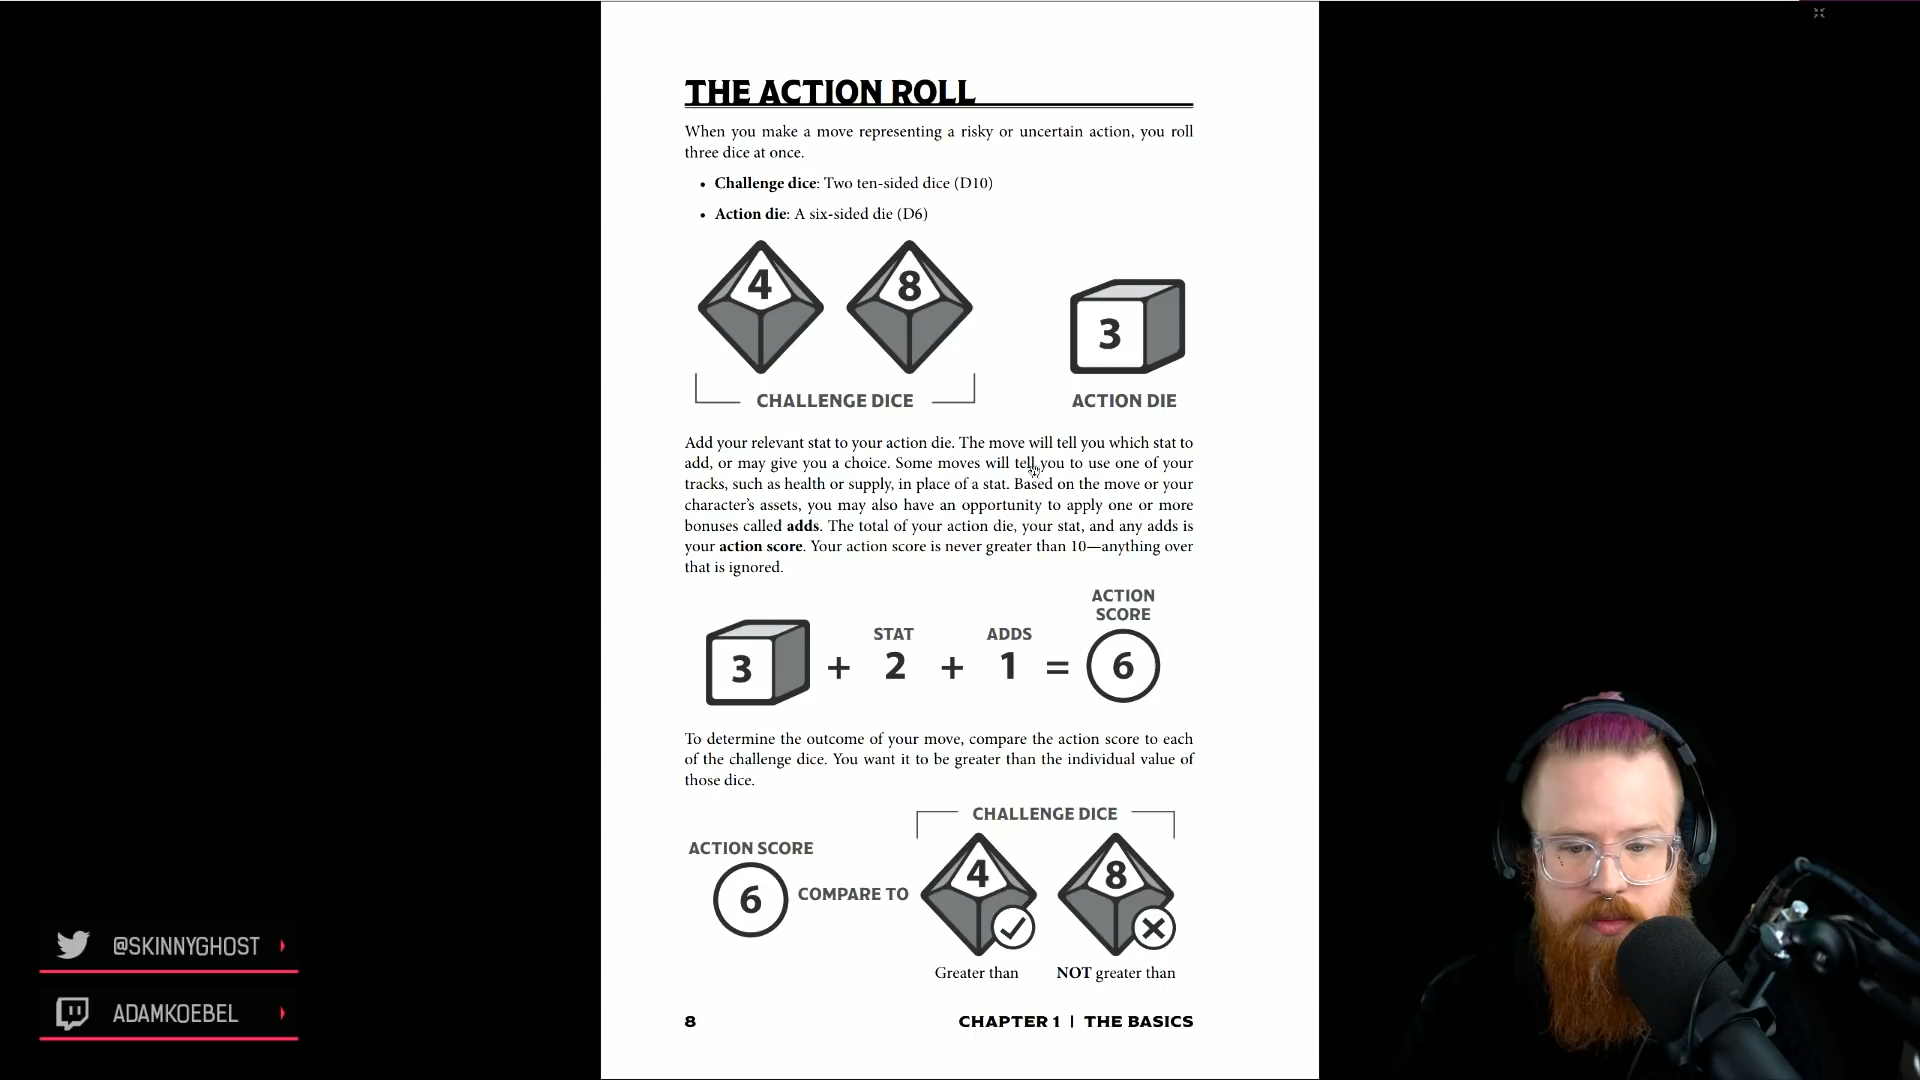 THE ACTION ROLL
When you make a move representing a risky or uncertain action, you roll
three dice at once.
• Challenge dice: Two ten-sided dice (D10)
• Action die: A six-sided die (D6)
4 8 3
CHALLENGE DICE ACTION DIE
Add your relevant stat to your action die. The move will tell you which stat to
add, or may give you a choice. Some moves will tell you to use one of your
tracks, such as health or supply, in place of a stat. Based on the move or your
character's assets, you may also have an opportunity to apply one or more
bonuses called adds. The total of your action die, your stat, and any adds is
your action score. Your action score is never greater than 10—anything over
that is ignored.
ACTION
SCORE
STAT ADDS
3 + 2 + 1 = 6
To determine the outcome of your move, compare the action score to each
of the challenge dice. You want it to be greater than the individual value of
those dice.
CHALLENGE DICE
ACTION SCORE
6 COMPARE TO 4 8
Greater than NOT greater than
8 CHAPTER 1 | THE BASICS
@SKINNYGHOST
ADAMKOEBEL